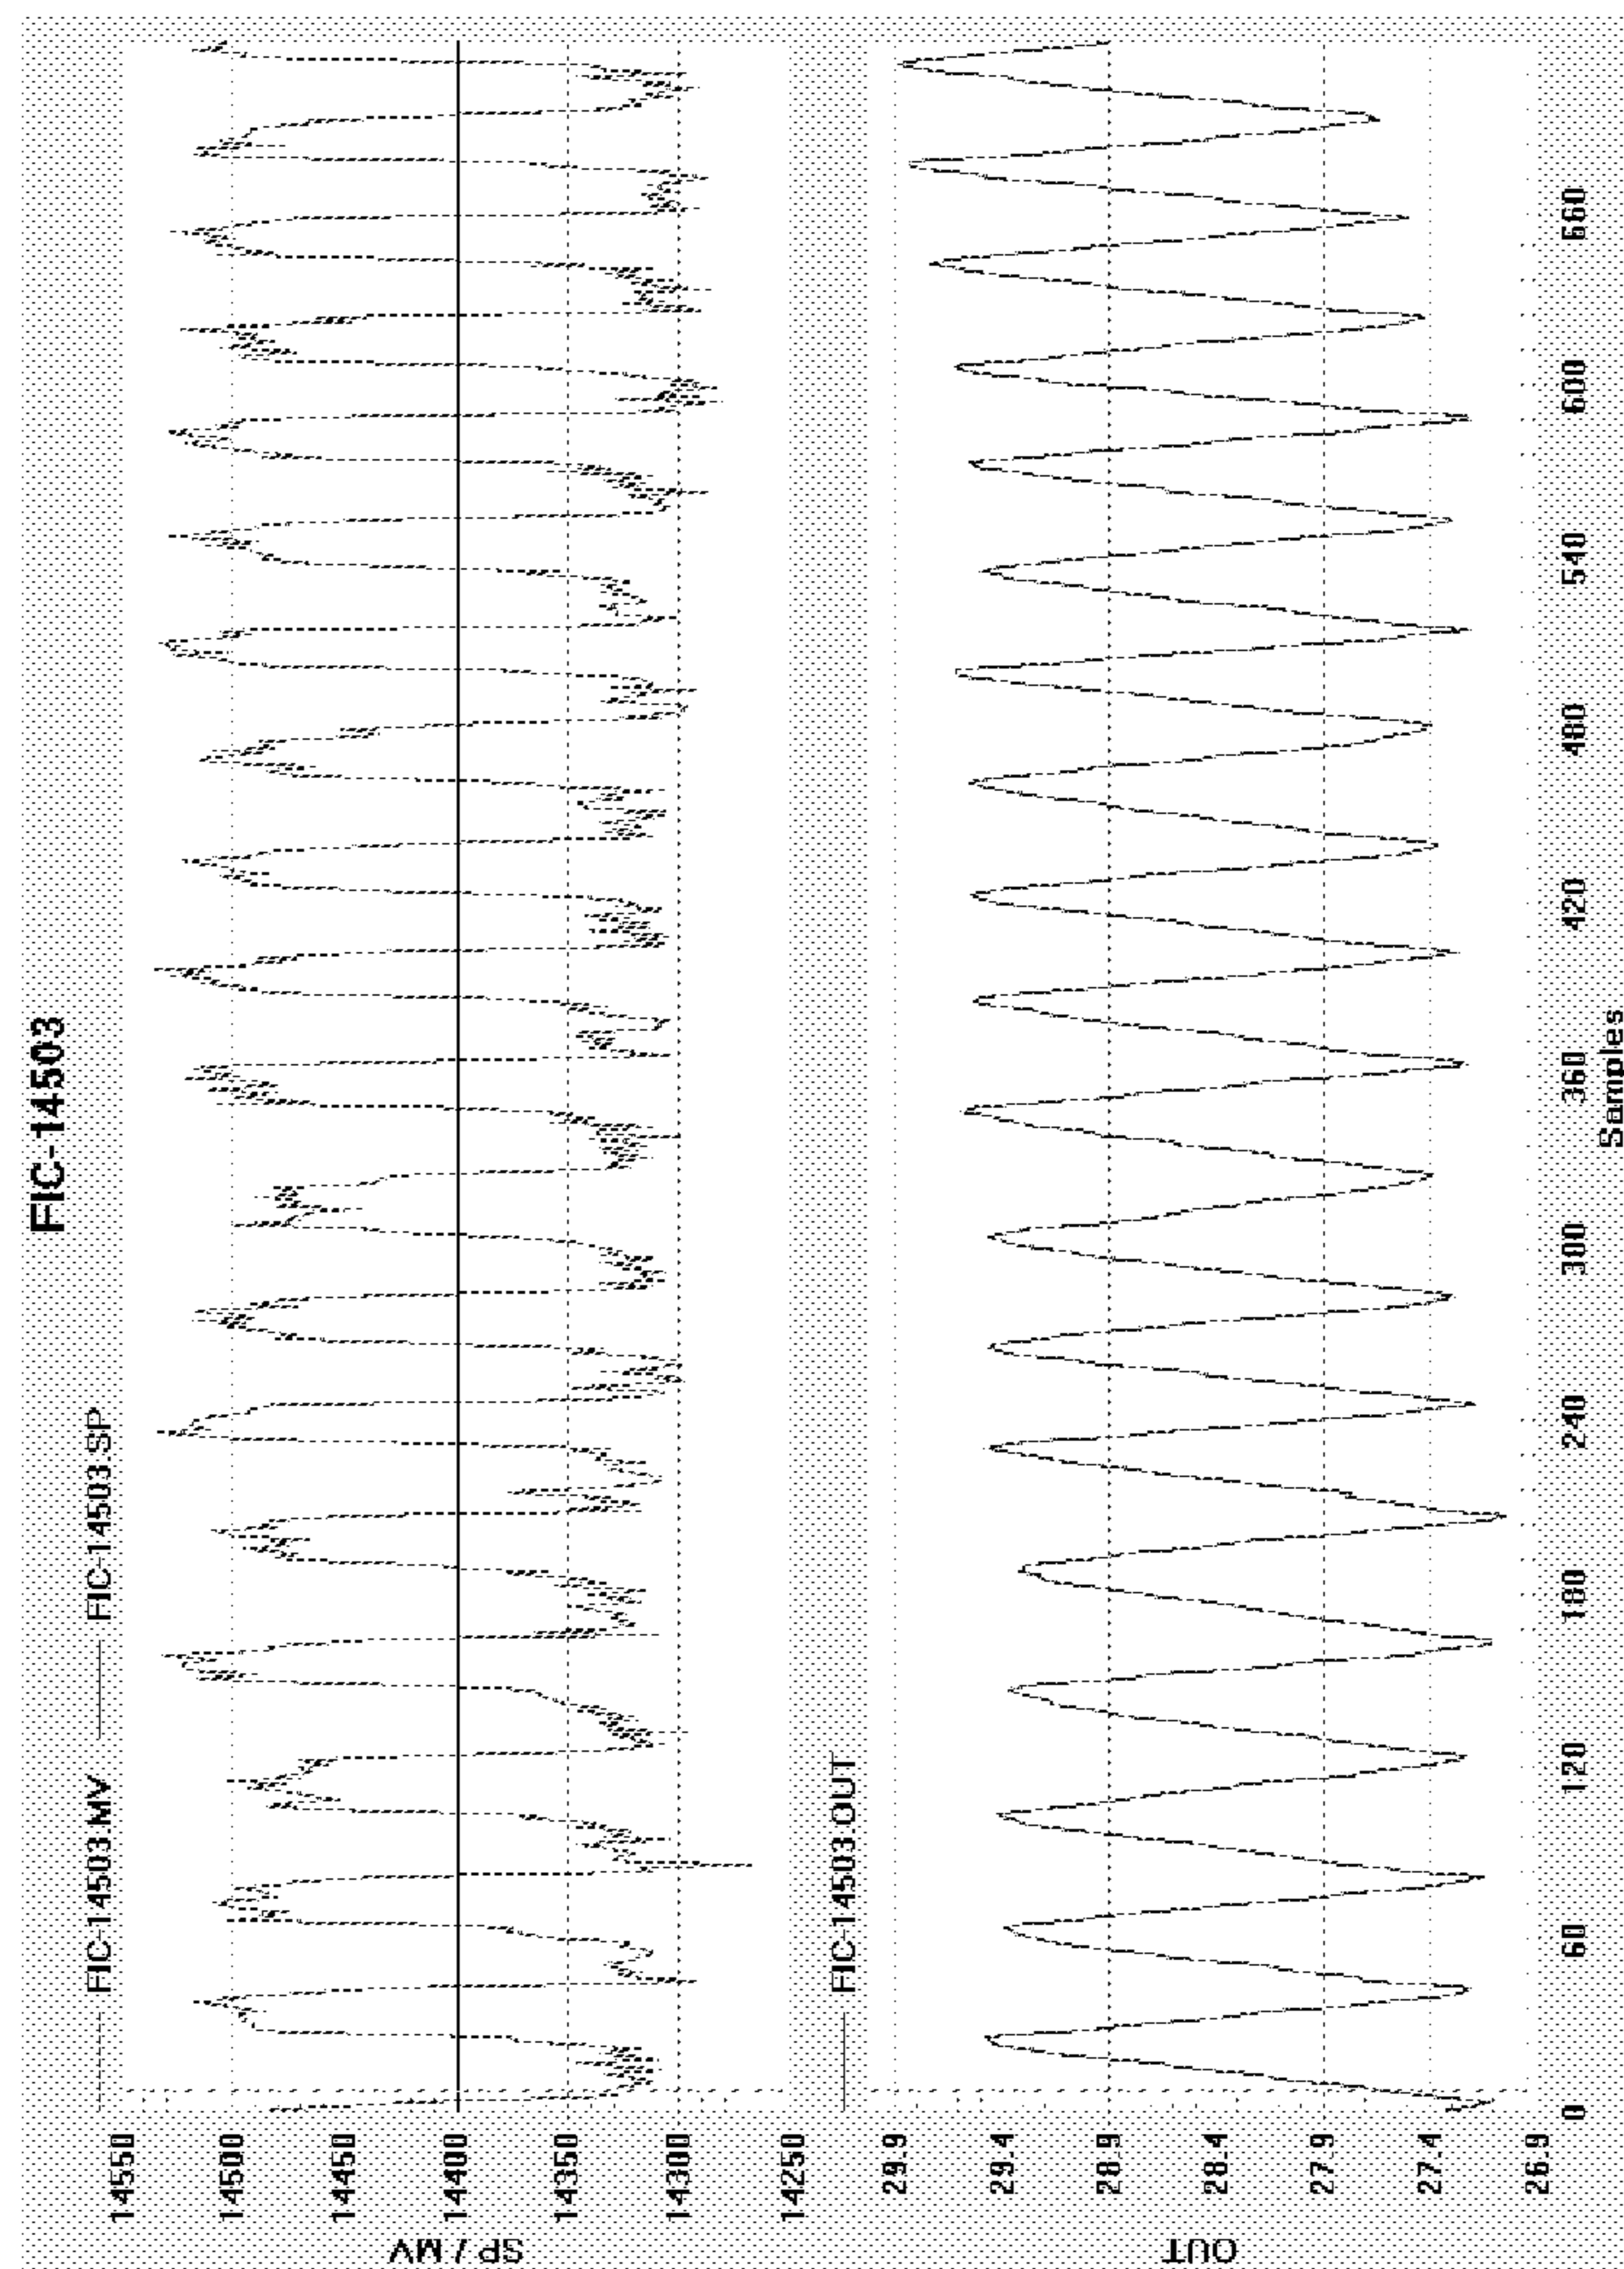 FIC-14503
FIC-14503.MV
FIC-14503.SP
SP / MV
14550
14500
14450
14400
14350
14300
14250
FIC-14503.OUT
OUT
29.9
29.4
28.9
28.4
27.9
27.4
26.9
0 60 120 180 240 300 360 420 480 540 600 660
Samples